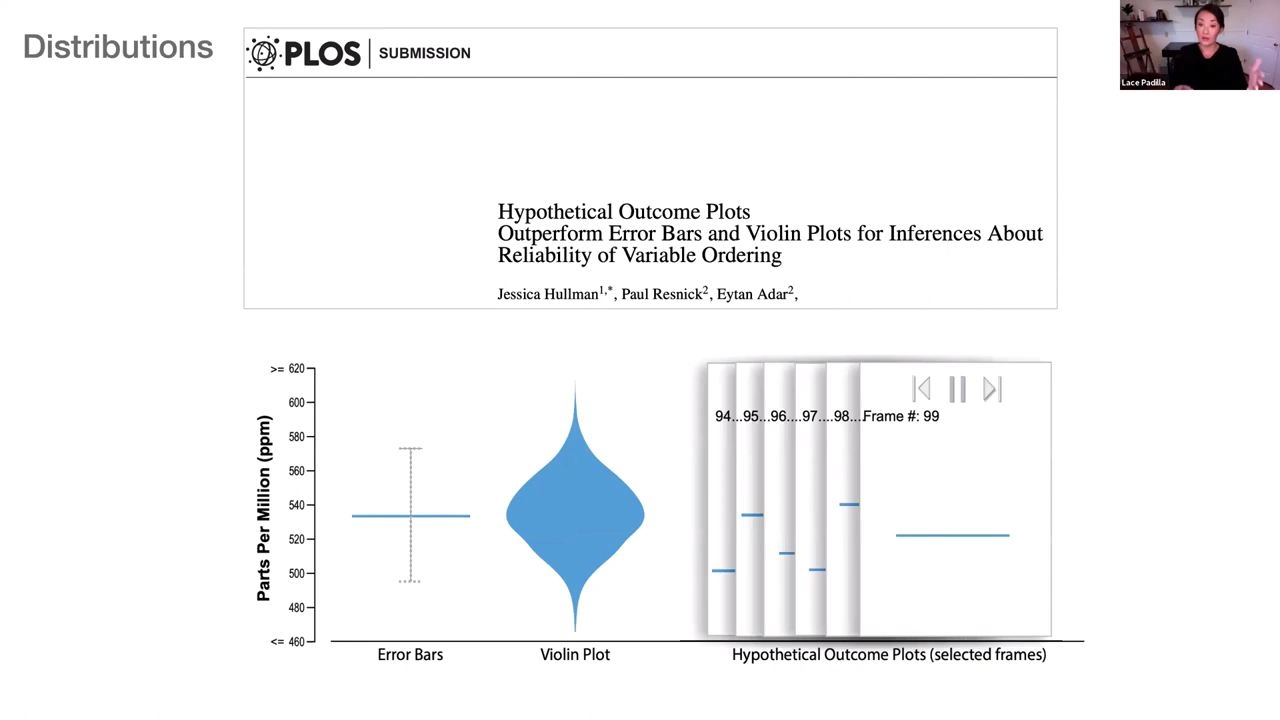 Distributions
PLOS | SUBMISSION
Lace Padilla
Hypothetical Outcome Plots
Outperform Error Bars and Violin Plots for Inferences About
Reliability of Variable Ordering
Jessica Hullman1,*, Paul Resnick2, Eytan Adar2,
Parts Per Million (ppm)
>= 620
600
580
560
540
520
500
480
<= 460
94...95...96....97...98....Frame #: 99
Error Bars
Violin Plot
Hypothetical Outcome Plots (selected frames)